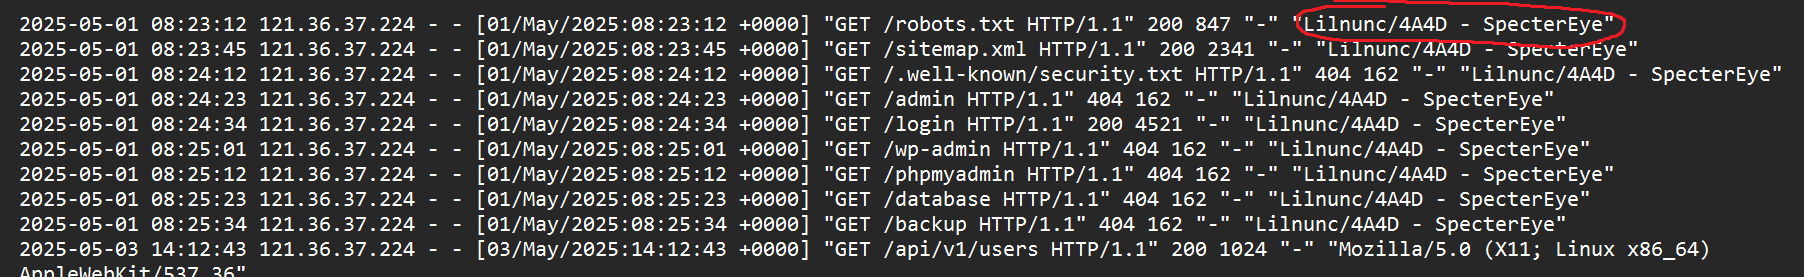 2025-05-01 08:23:12 121.36.37.224 - - [01/May/2025:08:23:12 +0000] "GET /robots.txt HTTP/1.1" 200 847 "-" "Lilnunc/4A4D - SpecterEye"
2025-05-01 08:23:45 121.36.37.224 - - [01/May/2025:08:23:45 +0000] "GET /sitemap.xml HTTP/1.1" 200 2341 "-" "Lilnunc/4A4D - SpecterEye"
2025-05-01 08:24:12 121.36.37.224 - - [01/May/2025:08:24:12 +0000] "GET /.well-known/security.txt HTTP/1.1" 404 162 "-" "Lilnunc/4A4D - SpecterEye"
2025-05-01 08:24:23 121.36.37.224 - - [01/May/2025:08:24:23 +0000] "GET /admin HTTP/1.1" 404 162 "-" "Lilnunc/4A4D - SpecterEye"
2025-05-01 08:24:34 121.36.37.224 - - [01/May/2025:08:24:34 +0000] "GET /login HTTP/1.1" 200 4521 "-" "Lilnunc/4A4D - SpecterEye"
2025-05-01 08:25:01 121.36.37.224 - - [01/May/2025:08:25:01 +0000] "GET /wp-admin HTTP/1.1" 404 162 "-" "Lilnunc/4A4D - SpecterEye"
2025-05-01 08:25:12 121.36.37.224 - - [01/May/2025:08:25:12 +0000] "GET /phpmyadmin HTTP/1.1" 404 162 "-" "Lilnunc/4A4D - SpecterEye"
2025-05-01 08:25:23 121.36.37.224 - - [01/May/2025:08:25:23 +0000] "GET /database HTTP/1.1" 404 162 "-" "Lilnunc/4A4D - SpecterEye"
2025-05-01 08:25:34 121.36.37.224 - - [01/May/2025:08:25:34 +0000] "GET /backup HTTP/1.1" 404 162 "-" "Lilnunc/4A4D - SpecterEye"
2025-05-03 14:12:43 121.36.37.224 - - [03/May/2025:14:12:43 +0000] "GET /api/v1/users HTTP/1.1" 200 1024 "-" "Mozilla/5.0 (X11; Linux x86_64)
AppleWebKit/537.36"